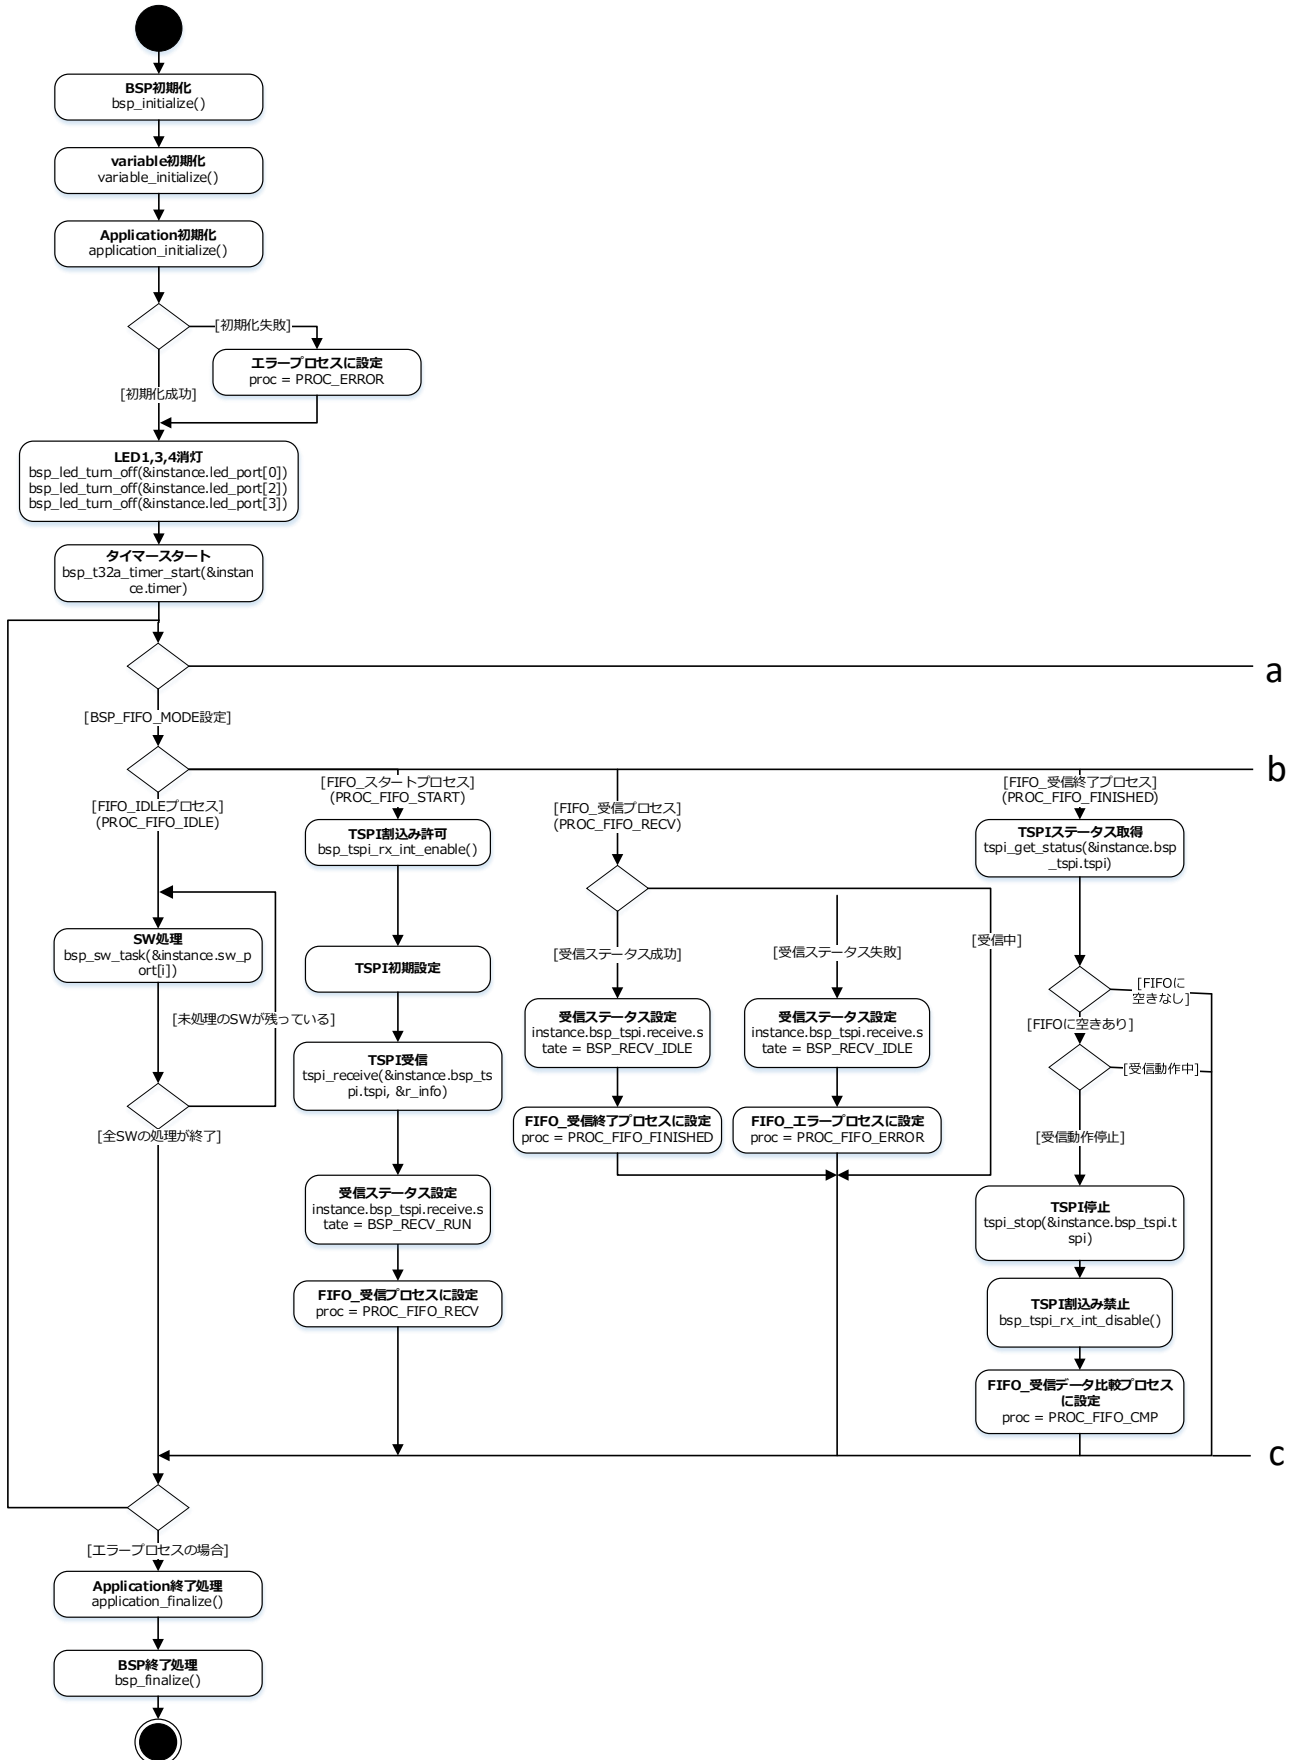 BSP初期化
bsp_initialize()
variable初期化
variable_initialize()
Application初期化
application_initialize()
[初期化失敗]
エラープロセスに設定
proc = PROC_ERROR
[初期化成功]
LED1,3,4消灯
bsp_led_turn_off(&instance.led_port[0])
bsp_led_turn_off(&instance.led_port[2])
bsp_led_turn_off(&instance.led_port[3])
タイマースタート
bsp_t32a_timer_start(&instan
ce.timer)
a
[BSP_FIFO_MODE設定]
b
[FIFO_IDLEプロセス]
(PROC_FIFO_IDLE)
SW処理
bsp_sw_task(&instance.sw_p
ort[i])
[未処理のSWが残っている]
[全SWの処理が終了]
[FIFO_スタートプロセス]
(PROC_FIFO_START)
TSPI割込み許可
bsp_tspi_rx_int_enable()
TSPI初期設定
TSPI受信
tspi_receive(&instance.bsp_ts
pi.tspi, &r_info)
受信ステータス設定
instance.bsp_tspi.receive.s
tate = BSP_RECV_RUN
FIFO_受信プロセスに設定
proc = PROC_FIFO_RECV
[FIFO_受信プロセス]
(PROC_FIFO_RECV)
[受信ステータス成功]
受信ステータス設定
instance.bsp_tspi.receive.s
tate = BSP_RECV_IDLE
FIFO_受信終了プロセスに設定
proc = PROC_FIFO_FINISHED
[受信ステータス失敗]
受信ステータス設定
instance.bsp_tspi.receive.s
tate = BSP_RECV_IDLE
FIFO_エラープロセスに設定
proc = PROC_FIFO_ERROR
[受信中]
[FIFO_受信終了プロセス]
(PROC_FIFO_FINISHED)
TSPIステータス取得
tspi_get_status(&instance.bsp
_tspi.tspi)
[FIFOに
空きなし]
[FIFOに空きあり]
[受信動作中]
[受信動作停止]
TSPI停止
tspi_stop(&instance.bsp_tspi.t
spi)
TSPI割込み禁止
bsp_tspi_rx_int_disable()
FIFO_受信データ比較プロセス
に設定
proc = PROC_FIFO_CMP
c
[エラープロセスの場合]
Application終了処理
application_finalize()
BSP終了処理
bsp_finalize()